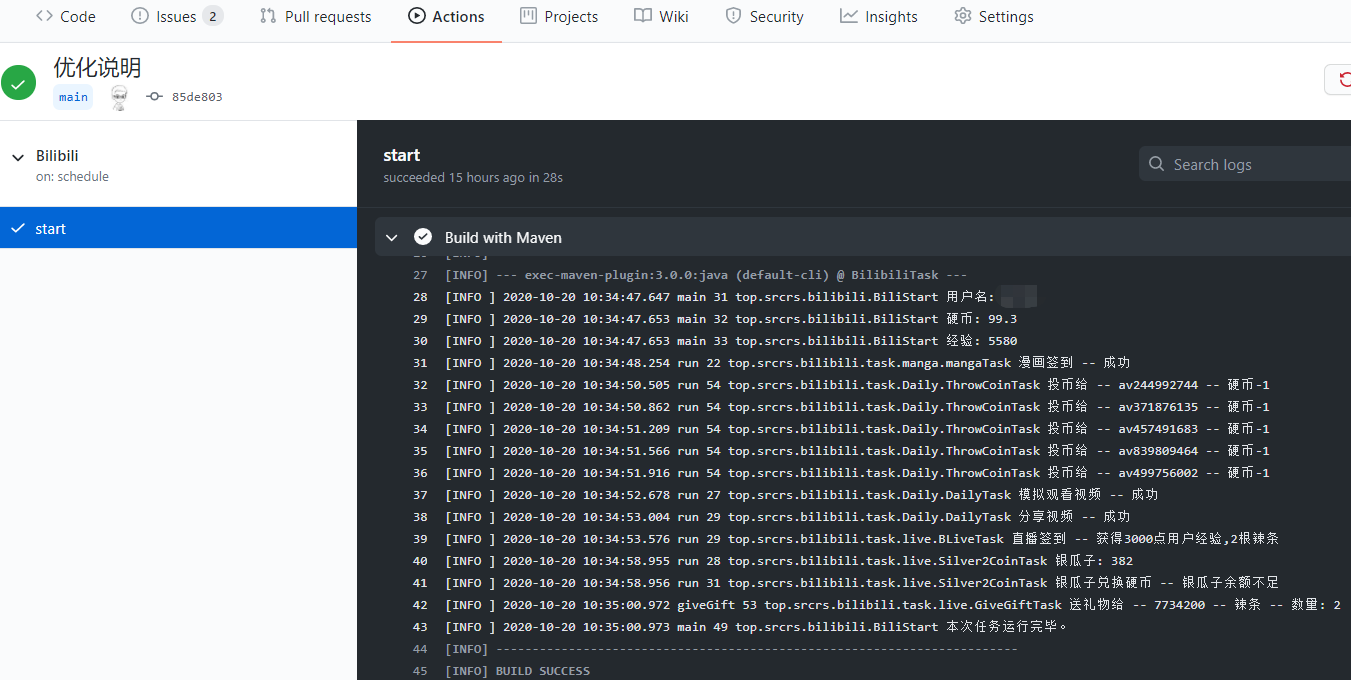 Code Issues 2 Pull requests Actions Projects Wiki Security Insights Settings
优化说明
main 85de803
Bilibili
on: schedule
start
start
succeeded 15 hours ago in 28s
Search logs
Build with Maven
27 [INFO] --- exec-maven-plugin:3.0.0:java (default-cli) @ BilibiliTask ---
28 [INFO ] 2020-10-20 10:34:47.647 main 31 top.srcrs.bilibili.BiliStart 用户名:
29 [INFO ] 2020-10-20 10:34:47.653 main 32 top.srcrs.bilibili.BiliStart 硬币: 99.3
30 [INFO ] 2020-10-20 10:34:47.653 main 33 top.srcrs.bilibili.BiliStart 经验: 5580
31 [INFO ] 2020-10-20 10:34:48.254 run 22 top.srcrs.bilibili.task.manga.mangaTask 漫画签到 -- 成功
32 [INFO ] 2020-10-20 10:34:50.505 run 54 top.srcrs.bilibili.task.Daily.ThrowCoinTask 投币给 -- av244992744 -- 硬币-1
33 [INFO ] 2020-10-20 10:34:50.862 run 54 top.srcrs.bilibili.task.Daily.ThrowCoinTask 投币给 -- av371876135 -- 硬币-1
34 [INFO ] 2020-10-20 10:34:51.209 run 54 top.srcrs.bilibili.task.Daily.ThrowCoinTask 投币给 -- av457491683 -- 硬币-1
35 [INFO ] 2020-10-20 10:34:51.566 run 54 top.srcrs.bilibili.task.Daily.ThrowCoinTask 投币给 -- av839809464 -- 硬币-1
36 [INFO ] 2020-10-20 10:34:51.916 run 54 top.srcrs.bilibili.task.Daily.ThrowCoinTask 投币给 -- av499756002 -- 硬币-1
37 [INFO ] 2020-10-20 10:34:52.678 run 27 top.srcrs.bilibili.task.Daily.DailyTask 模拟观看视频 -- 成功
38 [INFO ] 2020-10-20 10:34:53.004 run 29 top.srcrs.bilibili.task.Daily.DailyTask 分享视频 -- 成功
39 [INFO ] 2020-10-20 10:34:53.576 run 29 top.srcrs.bilibili.task.live.BLiveTask 直播签到 -- 获得3000点用户经验,2根辣条
40 [INFO ] 2020-10-20 10:34:58.955 run 28 top.srcrs.bilibili.task.live.Silver2CoinTask 银瓜子: 382
41 [INFO ] 2020-10-20 10:34:58.956 run 31 top.srcrs.bilibili.task.live.Silver2CoinTask 银瓜子兑换硬币 -- 银瓜子余额不足
42 [INFO ] 2020-10-20 10:35:00.972 giveGift 53 top.srcrs.bilibili.task.live.GiveGiftTask 送礼物给 -- 7734200 -- 辣条 -- 数量: 2
43 [INFO ] 2020-10-20 10:35:00.973 main 49 top.srcrs.bilibili.BiliStart 本次任务运行完毕。
44 [INFO] ------------------------------------------------------------------------
45 [INFO] BUILD SUCCESS